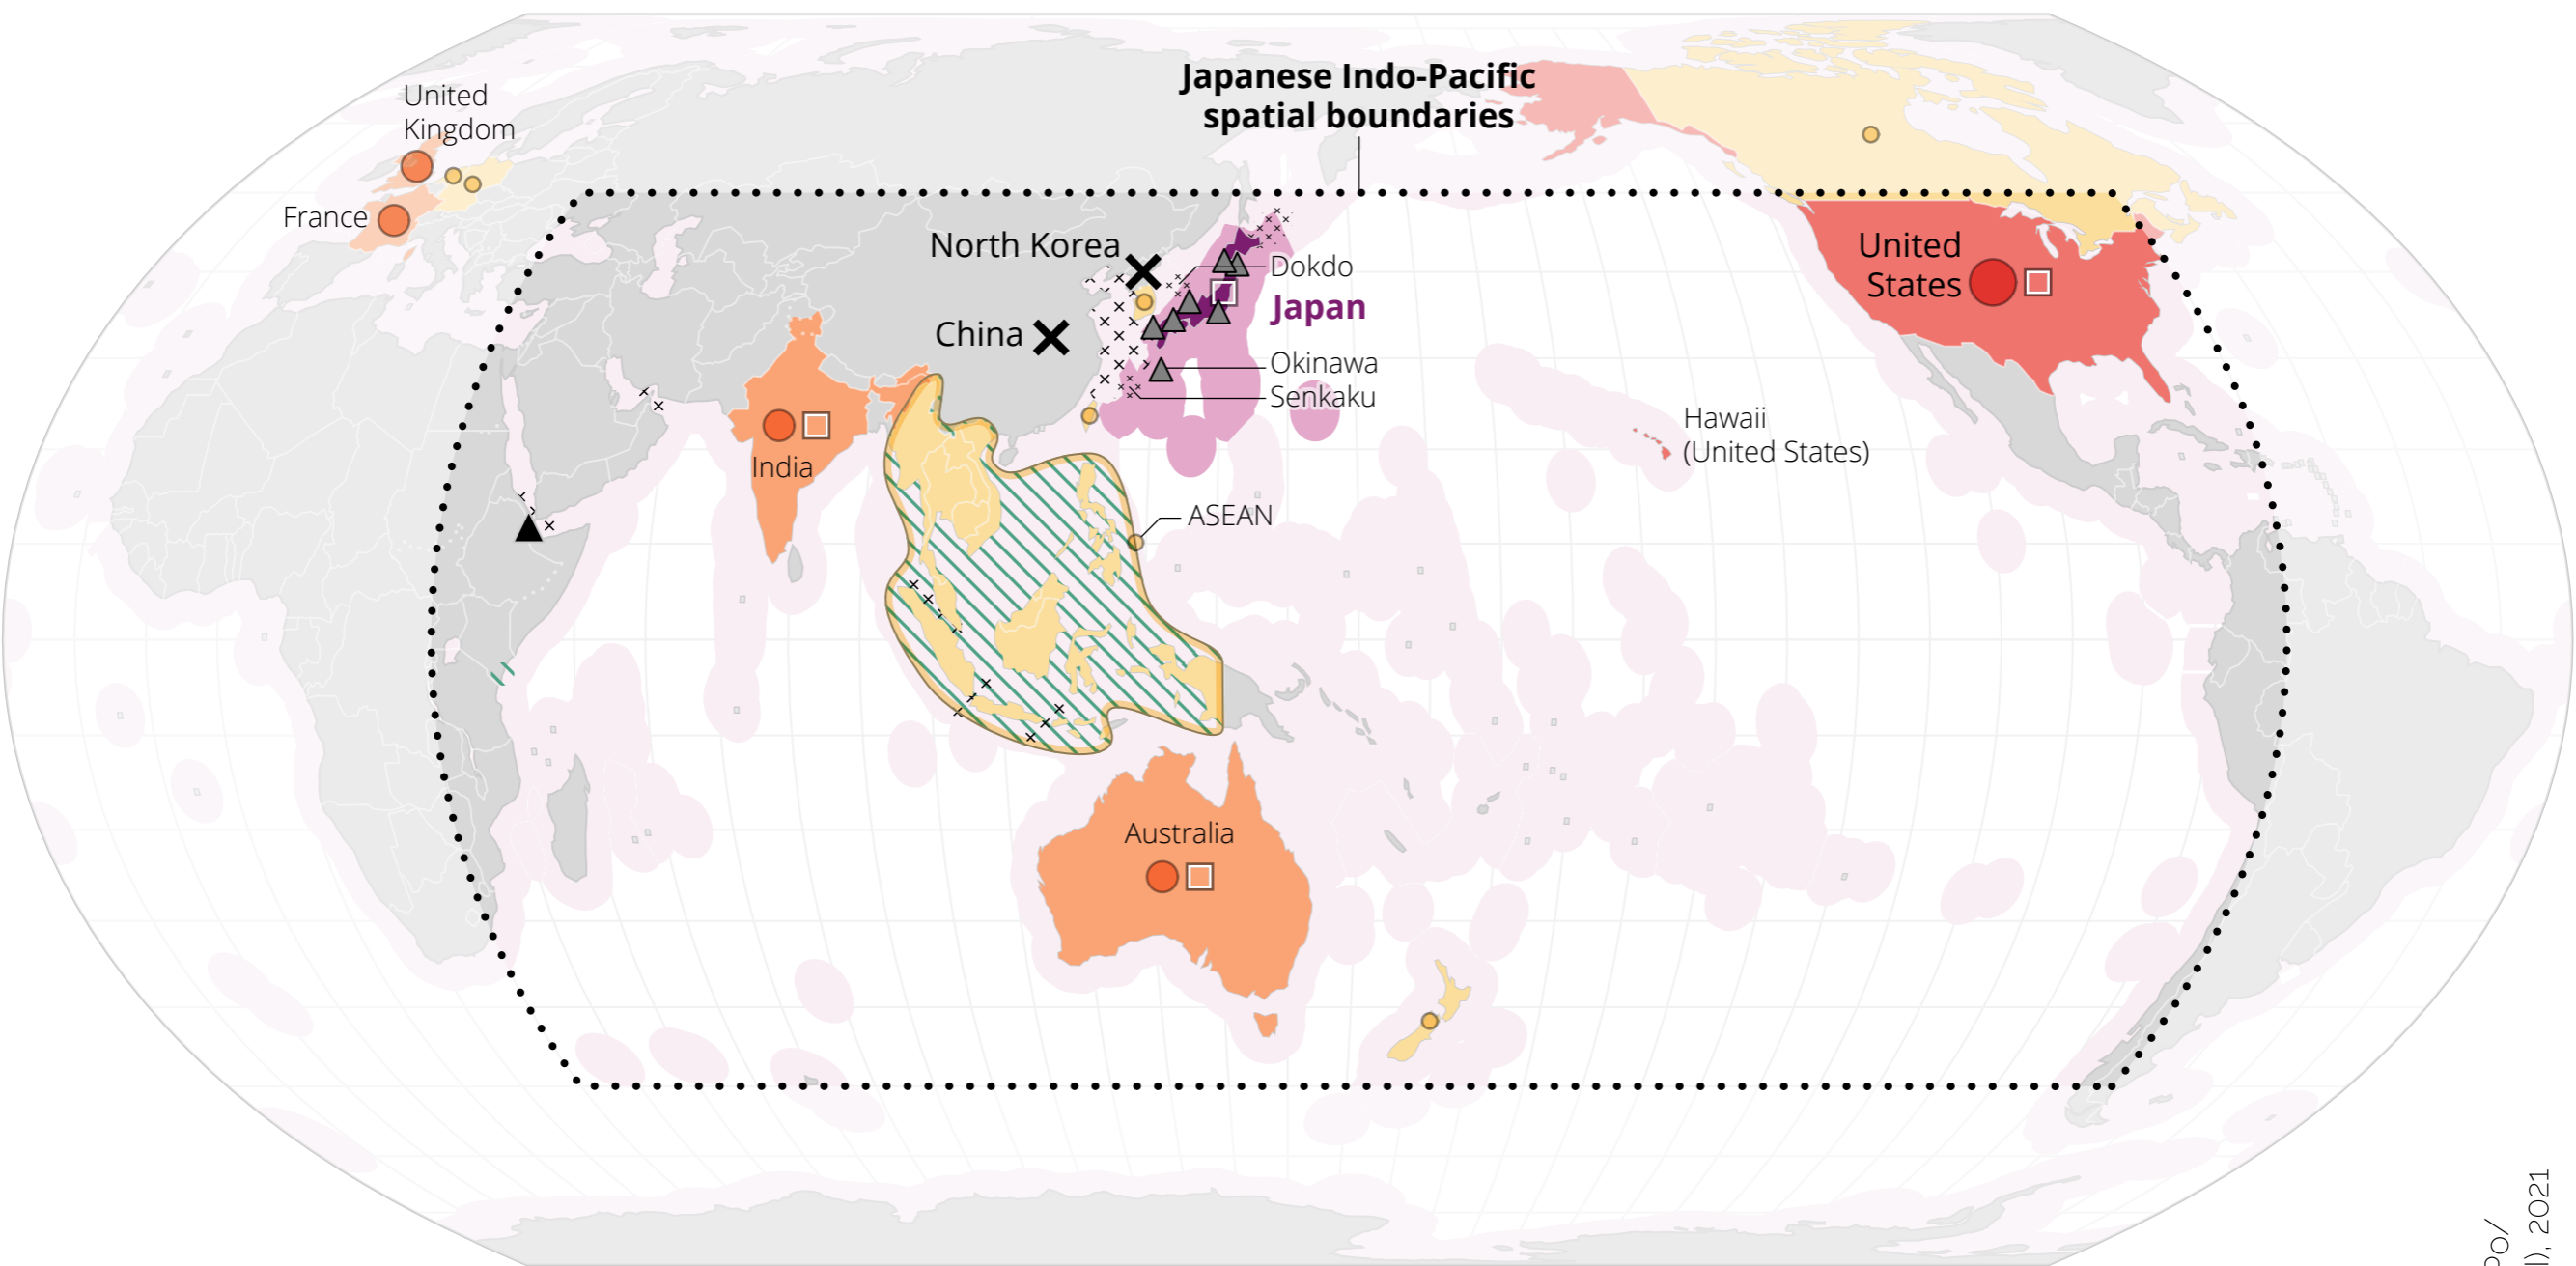 Japanese Indo-Pacific
spatial boundaries
United
Kingdom
France
North Korea
China
Dokdo
Japan
Okinawa
Senkaku
United
States
Hawaii
(United States)
India
ASEAN
Australia
2021